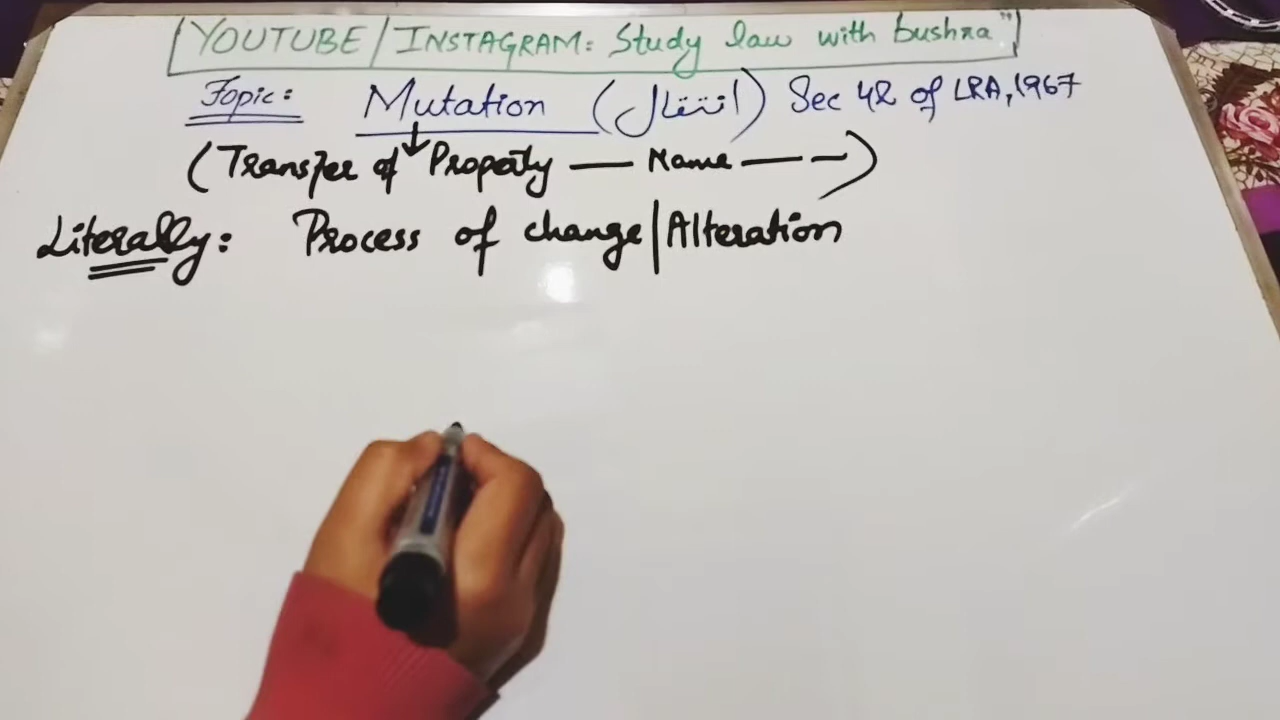 YOUTUBE/INSTAGRAM: Study law with bushra"
Topic: Mutation (انتقال) Sec 42 of LRA, 1967
(Transfer of Property — Name — —)
Literally: Process of change/Alteration